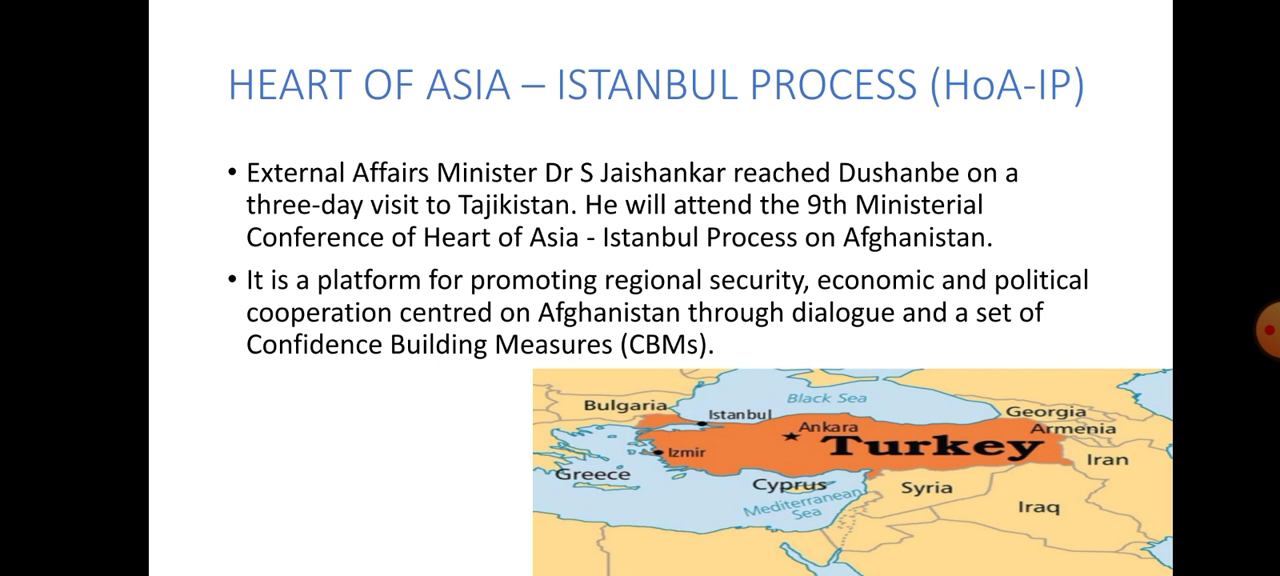 HEART OF ASIA – ISTANBUL PROCESS (HoA-IP)
• External Affairs Minister Dr S Jaishankar reached Dushanbe on a
three-day visit to Tajikistan. He will attend the 9th Ministerial
Conference of Heart of Asia - Istanbul Process on Afghanistan.
• It is a platform for promoting regional security, economic and political
cooperation centred on Afghanistan through dialogue and a set of
Confidence Building Measures (CBMs).
Black Sea
Bulgaria
Istanbul
Georgia
Ankara
Armenia
Turkey
Izmir
Iran
Greece
Cyprus
Syria
Mediterranean
Sea
Iraq